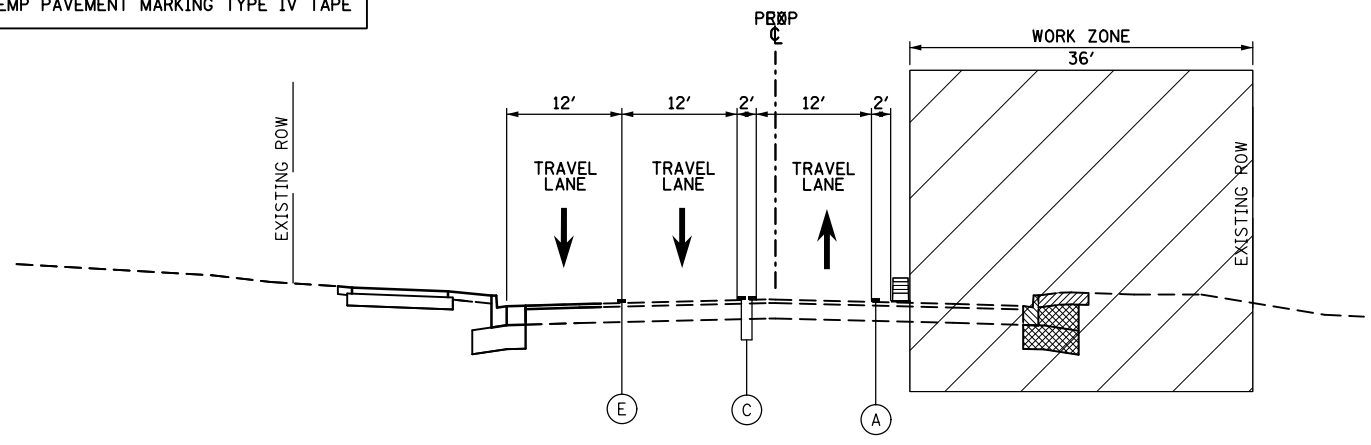 EMP PAVEMENT MARKING TYPE IV TAPE
PROP
℄
WORK ZONE
36'
12'
12'
2'
12'
2'
TRAVEL
LANE
TRAVEL
LANE
TRAVEL
LANE
EXISTING ROW
EXISTING ROW
E
C
A